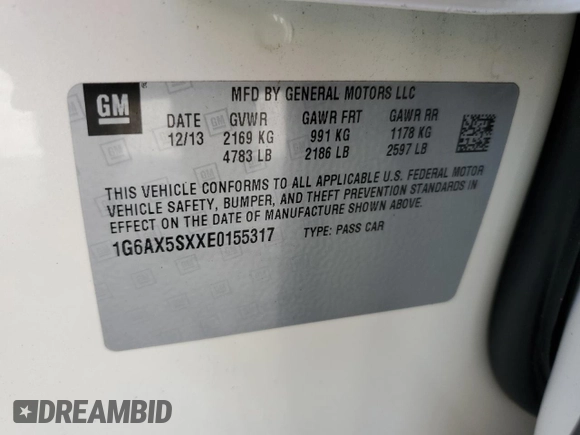 GM
MFD BY GENERAL MOTORS LLC
DATE GVWR GAWR FRT GAWR RR
12/13 2169 KG 991 KG 1178 KG
4783 LB 2186 LB 2597 LB
THIS VEHICLE CONFORMS TO ALL APPLICABLE U.S. FEDERAL MOTOR
VEHICLE SAFETY, BUMPER, AND THEFT PREVENTION STANDARDS IN
EFFECT ON THE DATE OF MANUFACTURE SHOWN ABOVE.
1G6AX5SXXE0155317 TYPE: PASS CAR
DREAMBID